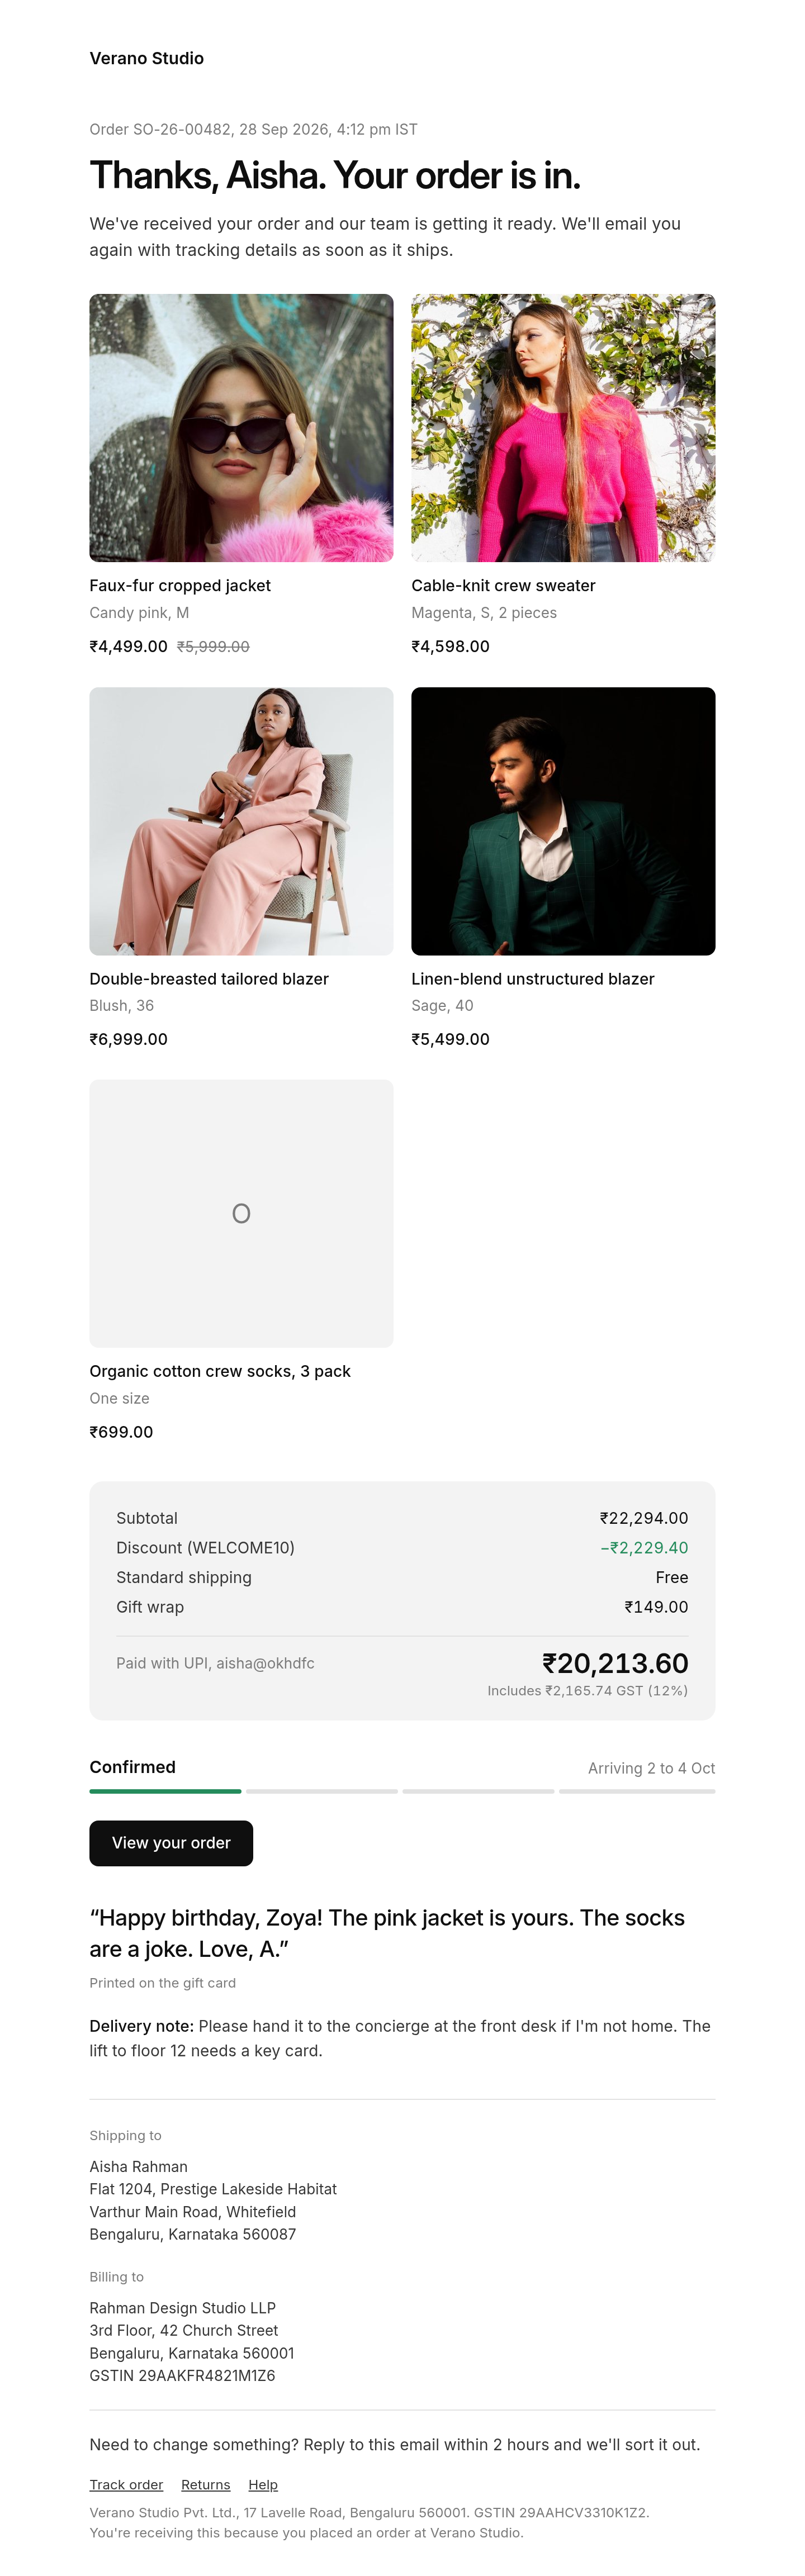 Verano Studio
Order SO-26-00482, 28 Sep 2026, 4:12 pm IST
Thanks, Aisha. Your order is in.
We've received your order and our team is getting it ready. We'll email you
again with tracking details as soon as it ships.
Faux-fur cropped jacket
Candy pink, M
₹4,499.00 ₹5,999.00
Cable-knit crew sweater
Magenta, S, 2 pieces
₹4,598.00
Double-breasted tailored blazer
Blush, 36
₹6,999.00
Linen-blend unstructured blazer
Sage, 40
₹5,499.00
O
Organic cotton crew socks, 3 pack
One size
₹699.00
Subtotal ₹22,294.00
Discount (WELCOME10) −₹2,229.40
Standard shipping Free
Gift wrap ₹149.00
Paid with UPI, aisha@okhdfc ₹20,213.60
Includes ₹2,165.74 GST (12%)
Confirmed Arriving 2 to 4 Oct
View your order
“Happy birthday, Zoya! The pink jacket is yours. The socks
are a joke. Love, A.”
Printed on the gift card
Delivery note: Please hand it to the concierge at the front desk if I'm not home. The
lift to floor 12 needs a key card.
Shipping to
Aisha Rahman
Flat 1204, Prestige Lakeside Habitat
Varthur Main Road, Whitefield
Bengaluru, Karnataka 560087
Billing to
Rahman Design Studio LLP
3rd Floor, 42 Church Street
Bengaluru, Karnataka 560001
GSTIN 29AAKFR4821M1Z6
Need to change something? Reply to this email within 2 hours and we'll sort it out.
Track order Returns Help
Verano Studio Pvt. Ltd., 17 Lavelle Road, Bengaluru 560001. GSTIN 29AAHCV3310K1Z2.
You're receiving this because you placed an order at Verano Studio.